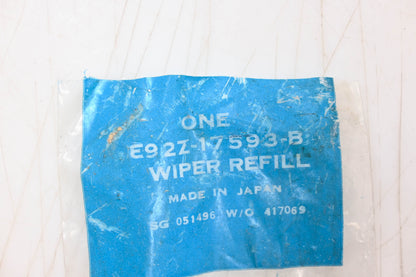 ONE
E92Z-17593-B
WIPER REFILL
MADE IN JAPAN
SG 051496 W/O 417069